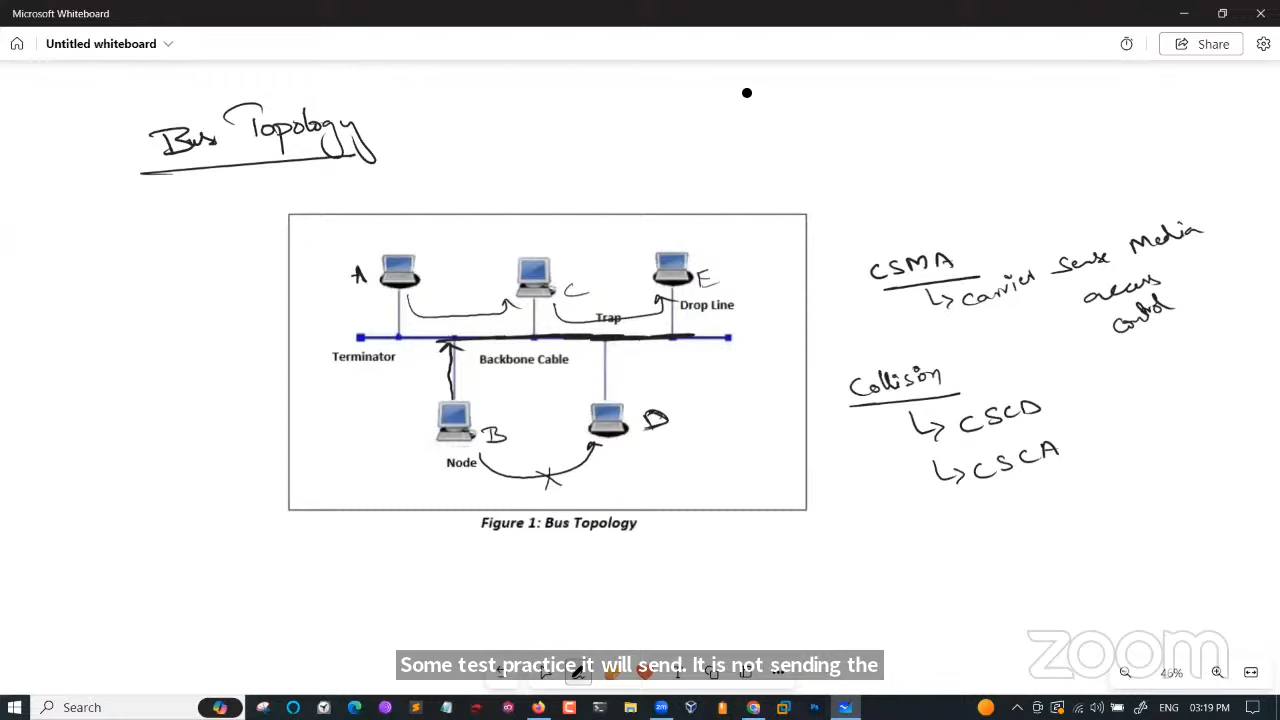 Microsoft Whiteboard
Untitled whiteboard
Share
Bus Topology
A
C
E
Drop Line
Trap
Terminator
Backbone Cable
B
D
Node
Figure 1: Bus Topology
CSMA
Carrier Sense Media
access
control
Collision
CSCD
CSCA
Some test practice it will send. It is not sending the
zoom
46%
Search
ENG
03:19 PM